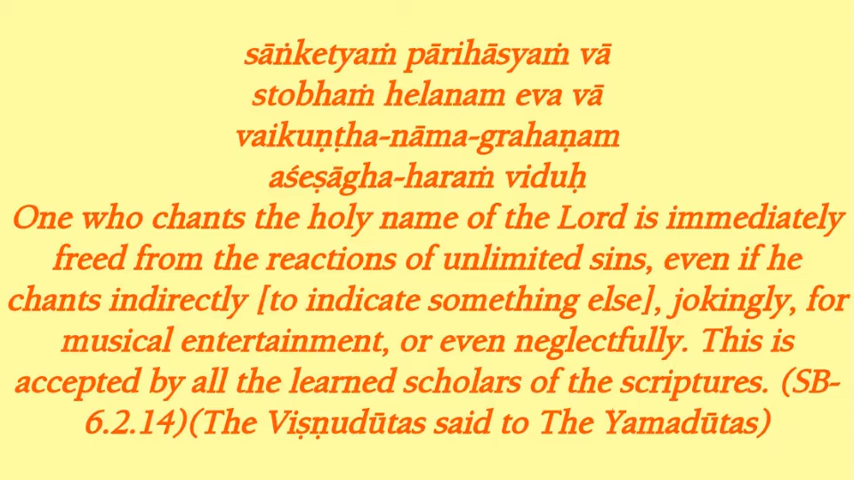 sāṅketyaṁ pārihāsyaṁ vā
stobhaṁ helanam eva vā
vaikuṇṭha-nāma-grahaṇam
aśeṣāgha-haraṁ viduḥ
One who chants the holy name of the Lord is immediately
freed from the reactions of unlimited sins, even if he
chants indirectly [to indicate something else], jokingly, for
musical entertainment, or even neglectfully. This is
accepted by all the learned scholars of the scriptures. (SB-
6.2.14)(The Viṣṇudūtas said to The Yamadūtas)